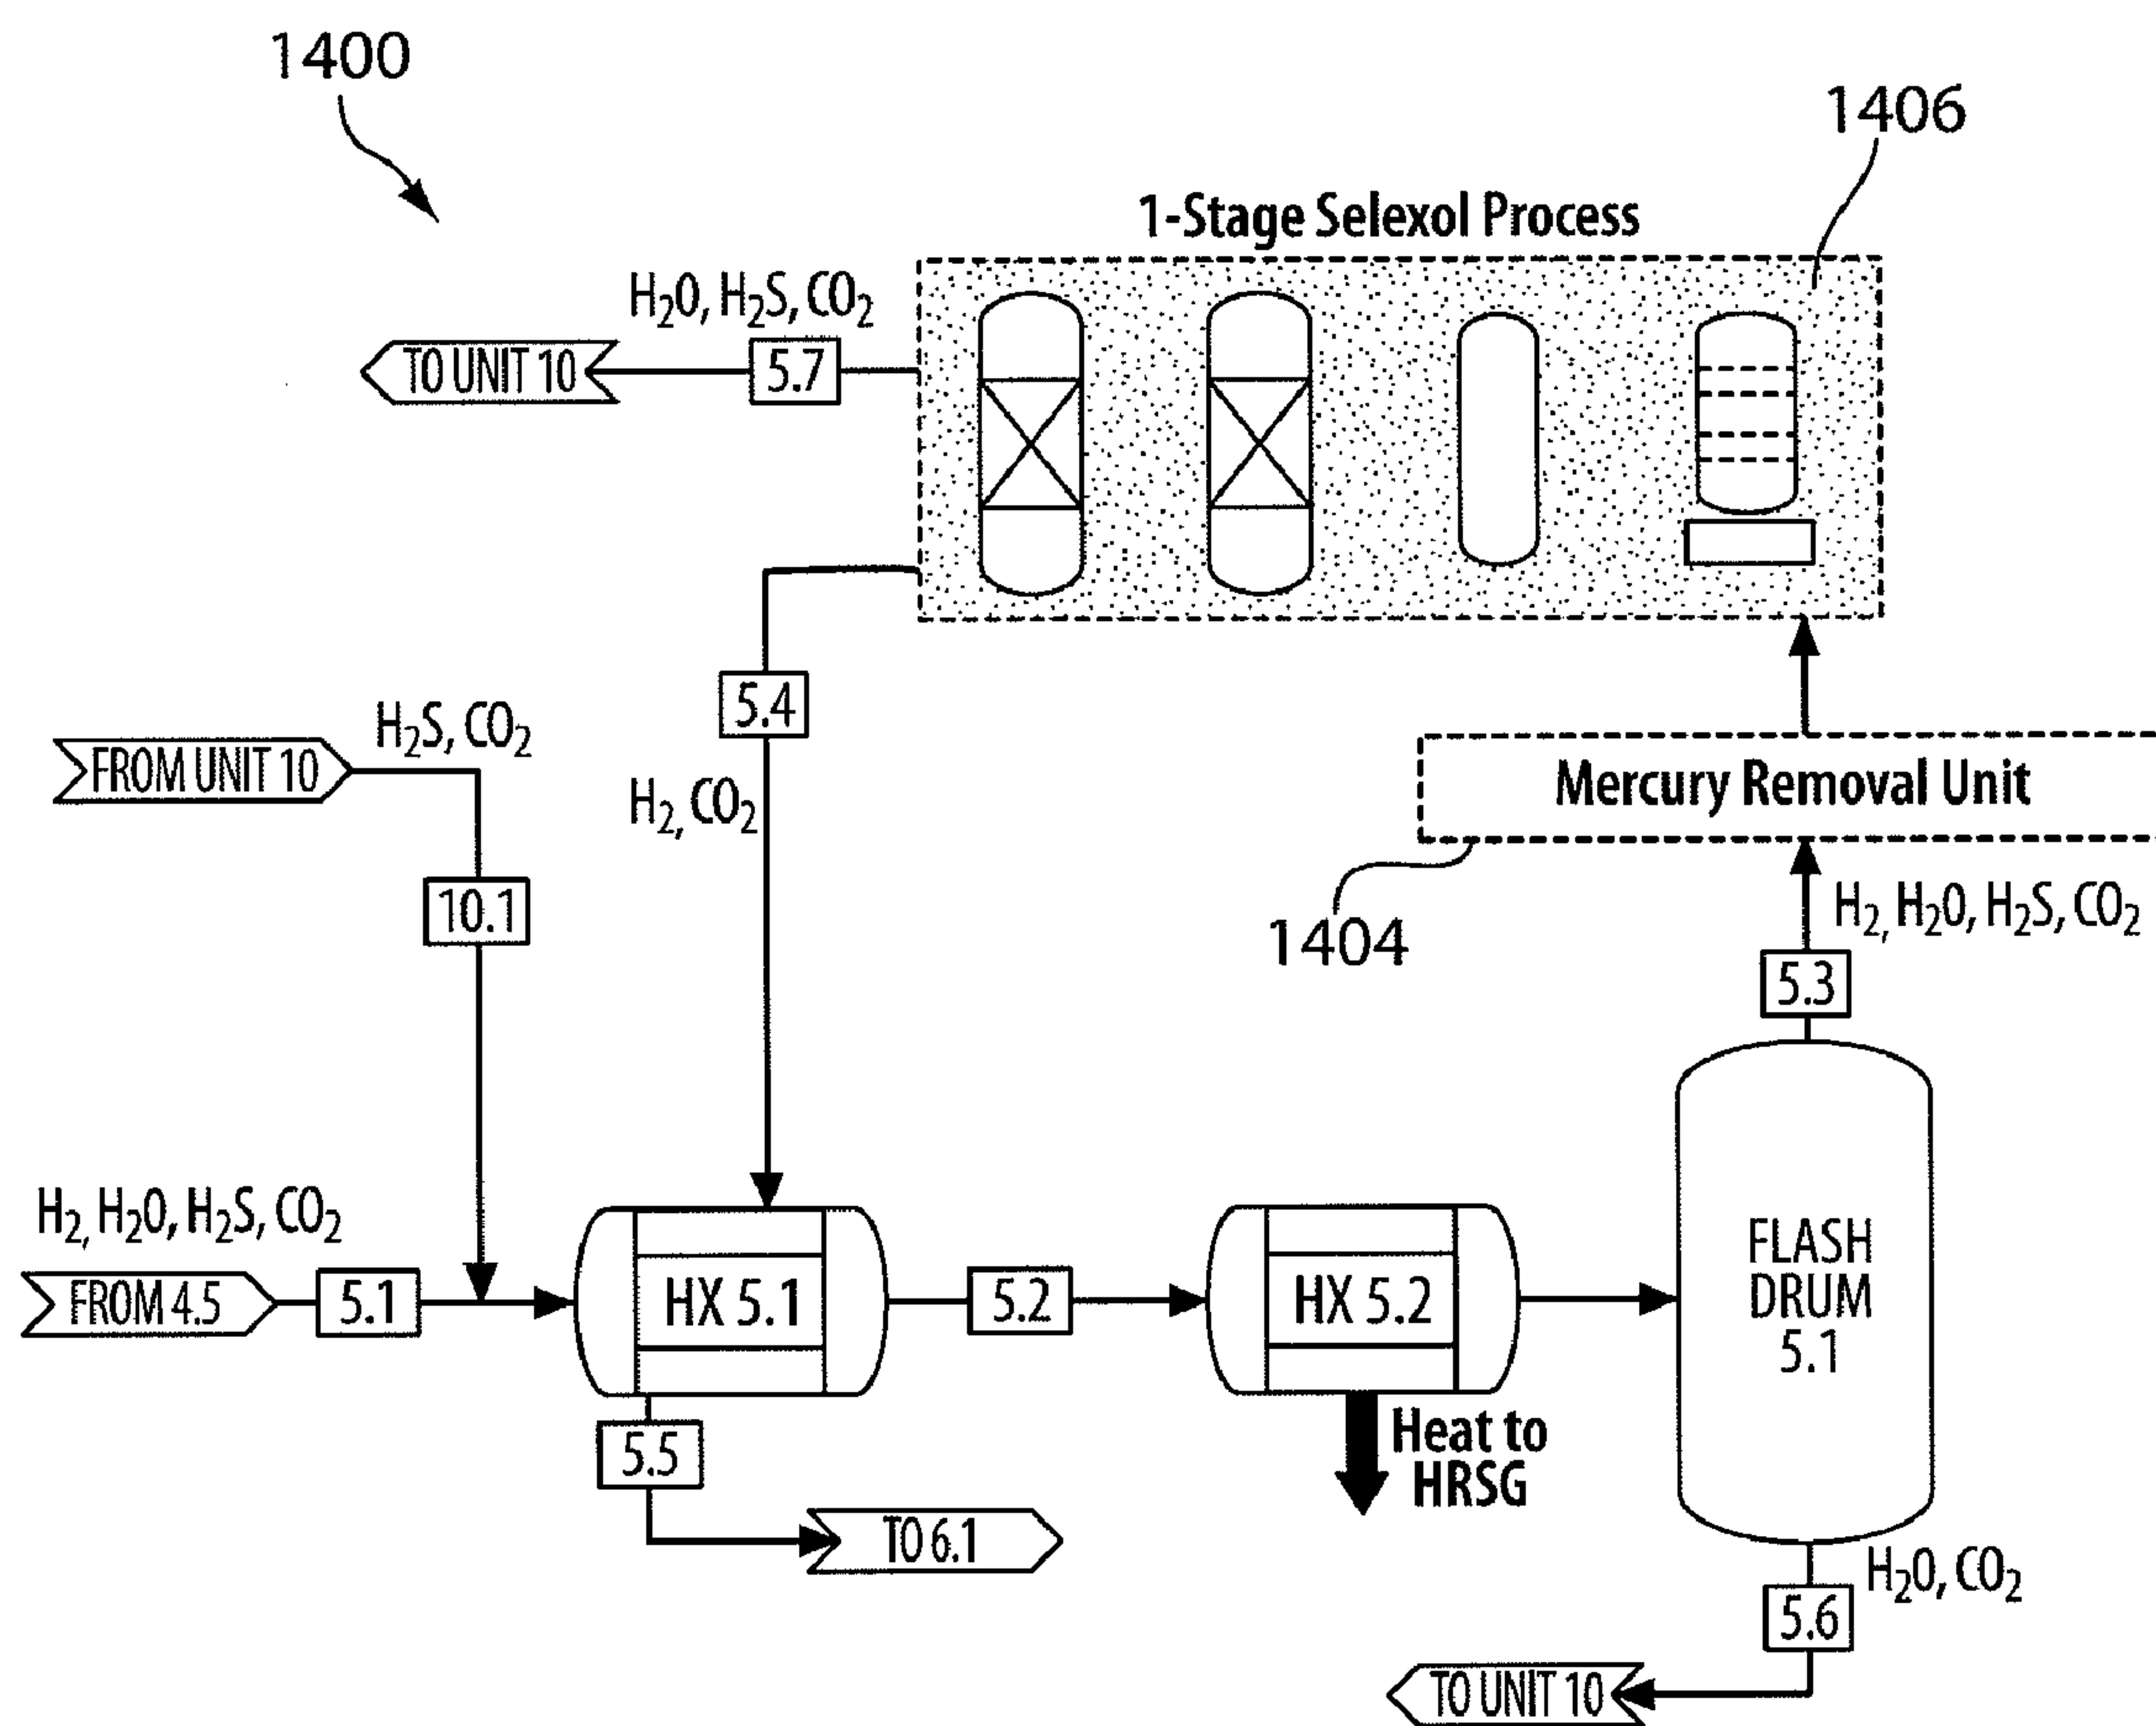 1400
1406
1-Stage Selexol Process
H₂O, H₂S, CO₂
TO UNIT 10
5.7
5.4
H₂S, CO₂
FROM UNIT 10
H₂, CO₂
Mercury Removal Unit
10.1
1404
H₂, H₂O, H₂S, CO₂
5.3
H₂, H₂O, H₂S, CO₂
FROM 4.5
5.1
HX 5.1
5.2
HX 5.2
FLASH
DRUM
5.1
5.5
Heat to
HRSG
TO 6.1
H₂O, CO₂
5.6
TO UNIT 10